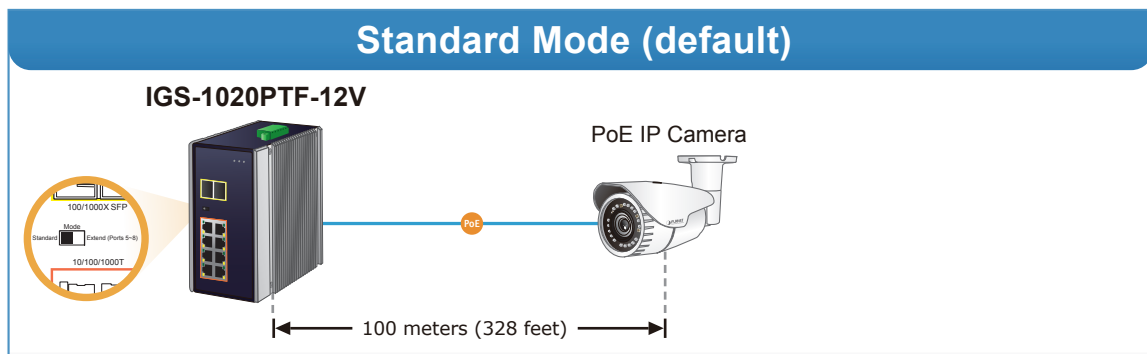 Standard Mode (default)
IGS-1020PTF-12V
PoE IP Camera
100/1000X SFP
Mode
Standard
Extend (Ports 5~8)
10/100/1000T
PoE
PLANET
100 meters (328 feet)